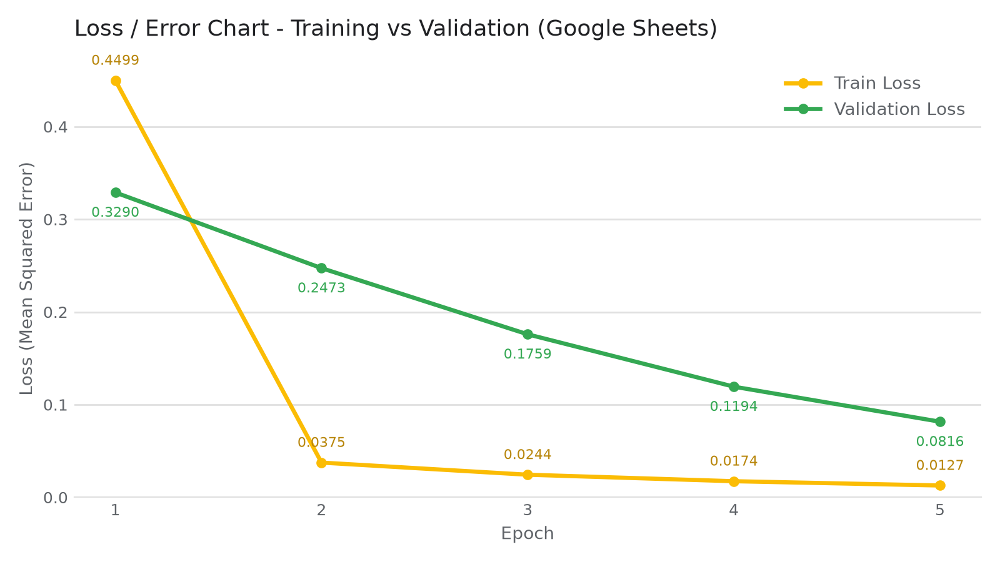 Loss / Error Chart - Training vs Validation (Google Sheets)
0.4499
Train Loss
Validation Loss
0.4
0.3290
0.3
0.2473
0.2
0.1759
0.1194
0.1
0.0375
0.0244
0.0174
0.0816
0.0127
0.0
1 2 3 4 5
Epoch
Loss (Mean Squared Error)